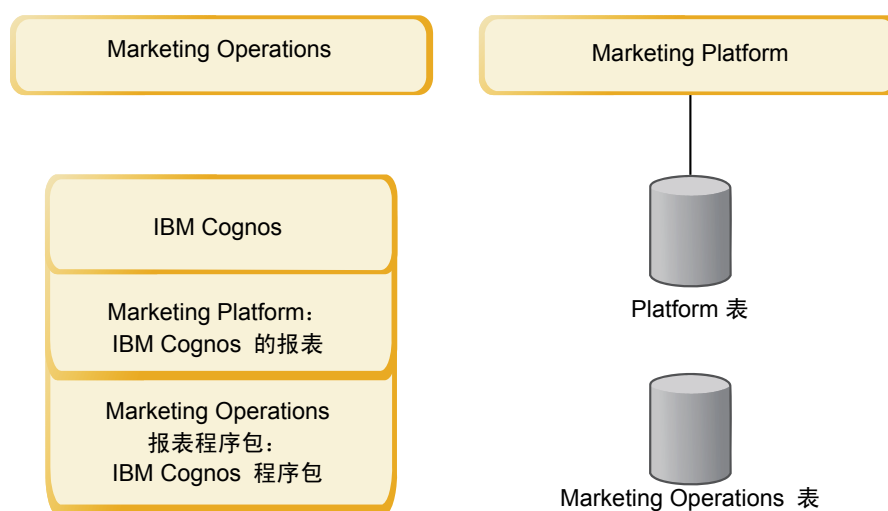 Marketing Operations
Marketing Platform
IBM Cognos
Marketing Platform:
IBM Cognos 的报表
Marketing Operations
报表程序包:
IBM Cognos 程序包
Platform 表
Marketing Operations 表